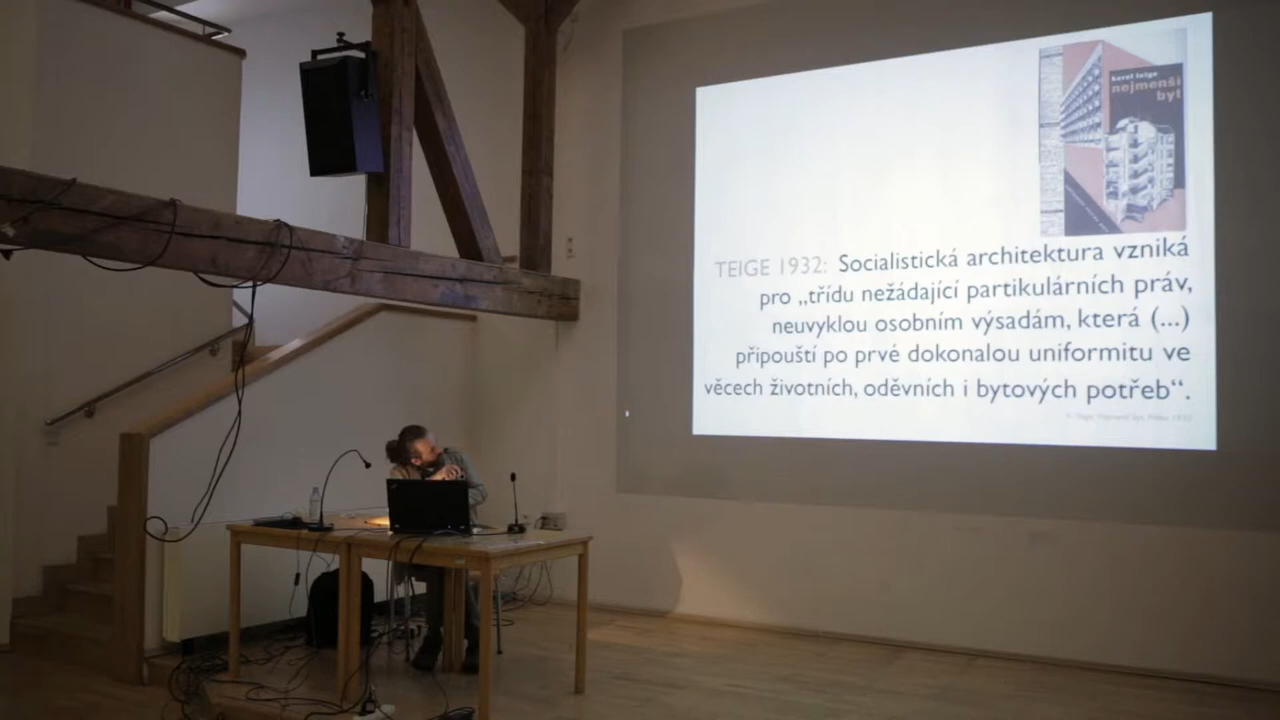 karel teige
nejmenší
byt
TEIGE 1932: Socialistická architektura vzniká
pro „třídu nežádající partikulárních práv,
neuvyklou osobním výsadám, která (...)
připouští po prvé dokonalou uniformitu ve
věcech životních, oděvních i bytových potřeb“.